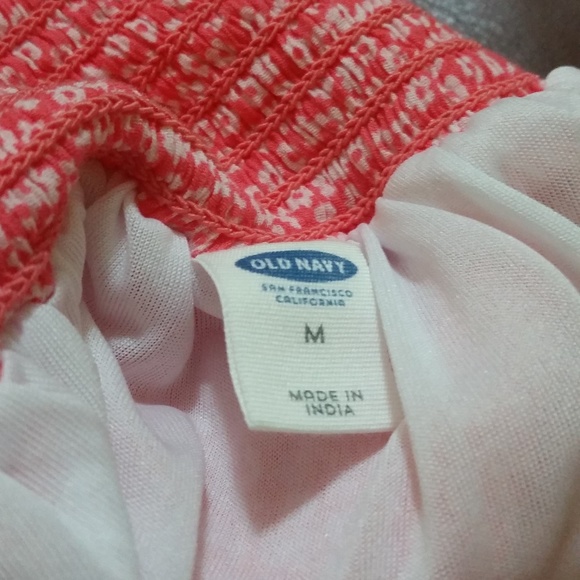 OLD NAVY
SAN FRANCISCO
CALIFORNIA
M
MADE IN
INDIA